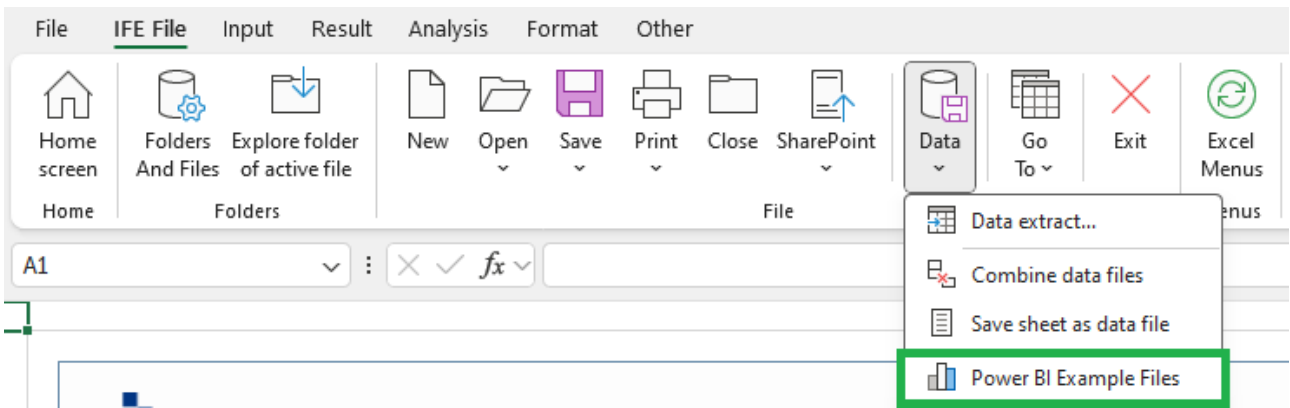 File IFE File Input Result Analysis Format Other
Home screen
Folders And Files
Explore folder of active file
New
Open
Save
Print
Close
SharePoint
Data
Go To
Exit
Excel Menus
Home Folders File enus
A1 fx
Data extract...
Combine data files
Save sheet as data file
Power BI Example Files